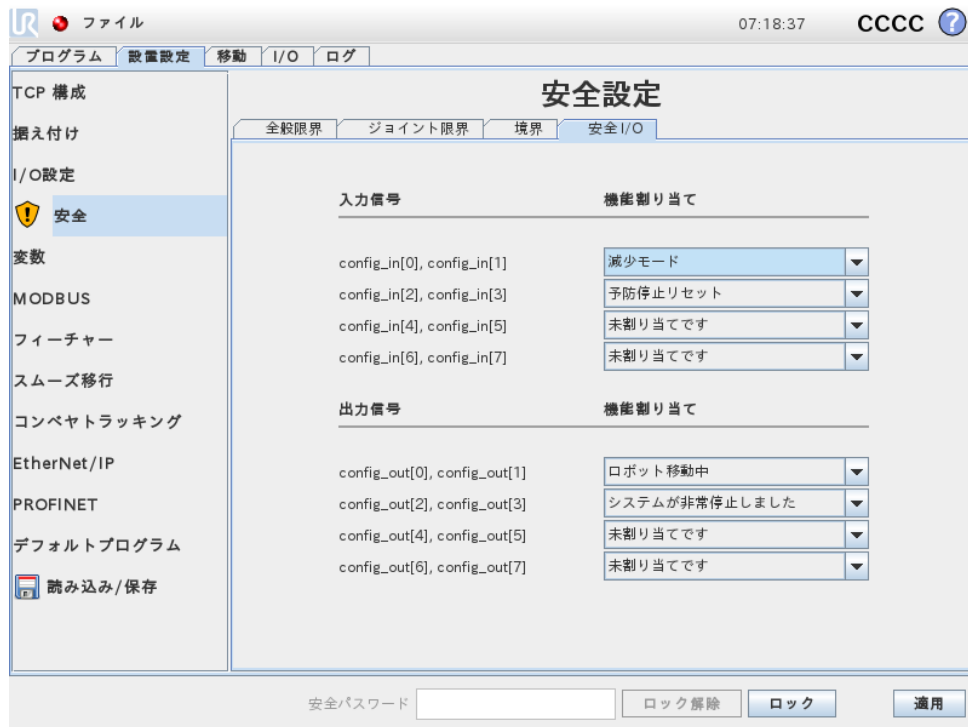 UR ファイル 07:18:37 CCCC ?
プログラム 設置設定 移動 I/O ログ
TCP 構成
据え付け
I/O設定
安全
変数
MODBUS
フィーチャー
スムーズ移行
コンベヤトラッキング
EtherNet/IP
PROFINET
デフォルトプログラム
読み込み/保存
安全設定
全般限界 ジョイント限界 境界 安全 I/O
入力信号 機能割り当て
config_in[0], config_in[1] 減少モード
config_in[2], config_in[3] 予防停止リセット
config_in[4], config_in[5] 未割り当てです
config_in[6], config_in[7] 未割り当てです
出力信号 機能割り当て
config_out[0], config_out[1] ロボット移動中
config_out[2], config_out[3] システムが非常停止しました
config_out[4], config_out[5] 未割り当てです
config_out[6], config_out[7] 未割り当てです
安全パスワード ロック解除 ロック 適用